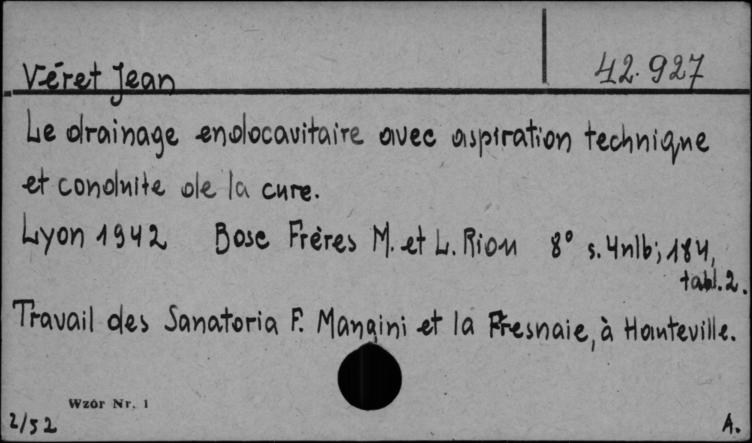 Véret Jean 42.927
Le drainage endocavitaire avec aspiration technique
et conduite de la cure.
Lyon 1942 Bosc Frères M. et L. Riou 8° s. 4nlb; 184,
tabl. 2.
Travail des Sanatoria F. Mangini et la Fresnaie, à Hauteville.
Wzór Nr. 1
2/52 A.